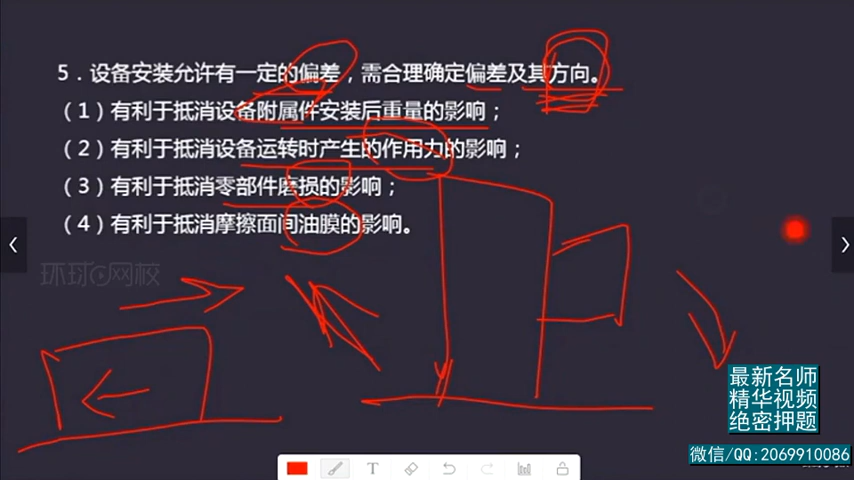 5．设备安装允许有一定的偏差，需合理确定偏差及其方向。
（1）有利于抵消设备附属件安装后重量的影响；
（2）有利于抵消设备运转时产生的作用力的影响；
（3）有利于抵消零部件磨损的影响；
（4）有利于抵消摩擦面间油膜的影响。
环球网校
最新名师
精华视频
绝密押题
微信/QQ:2069910086
T